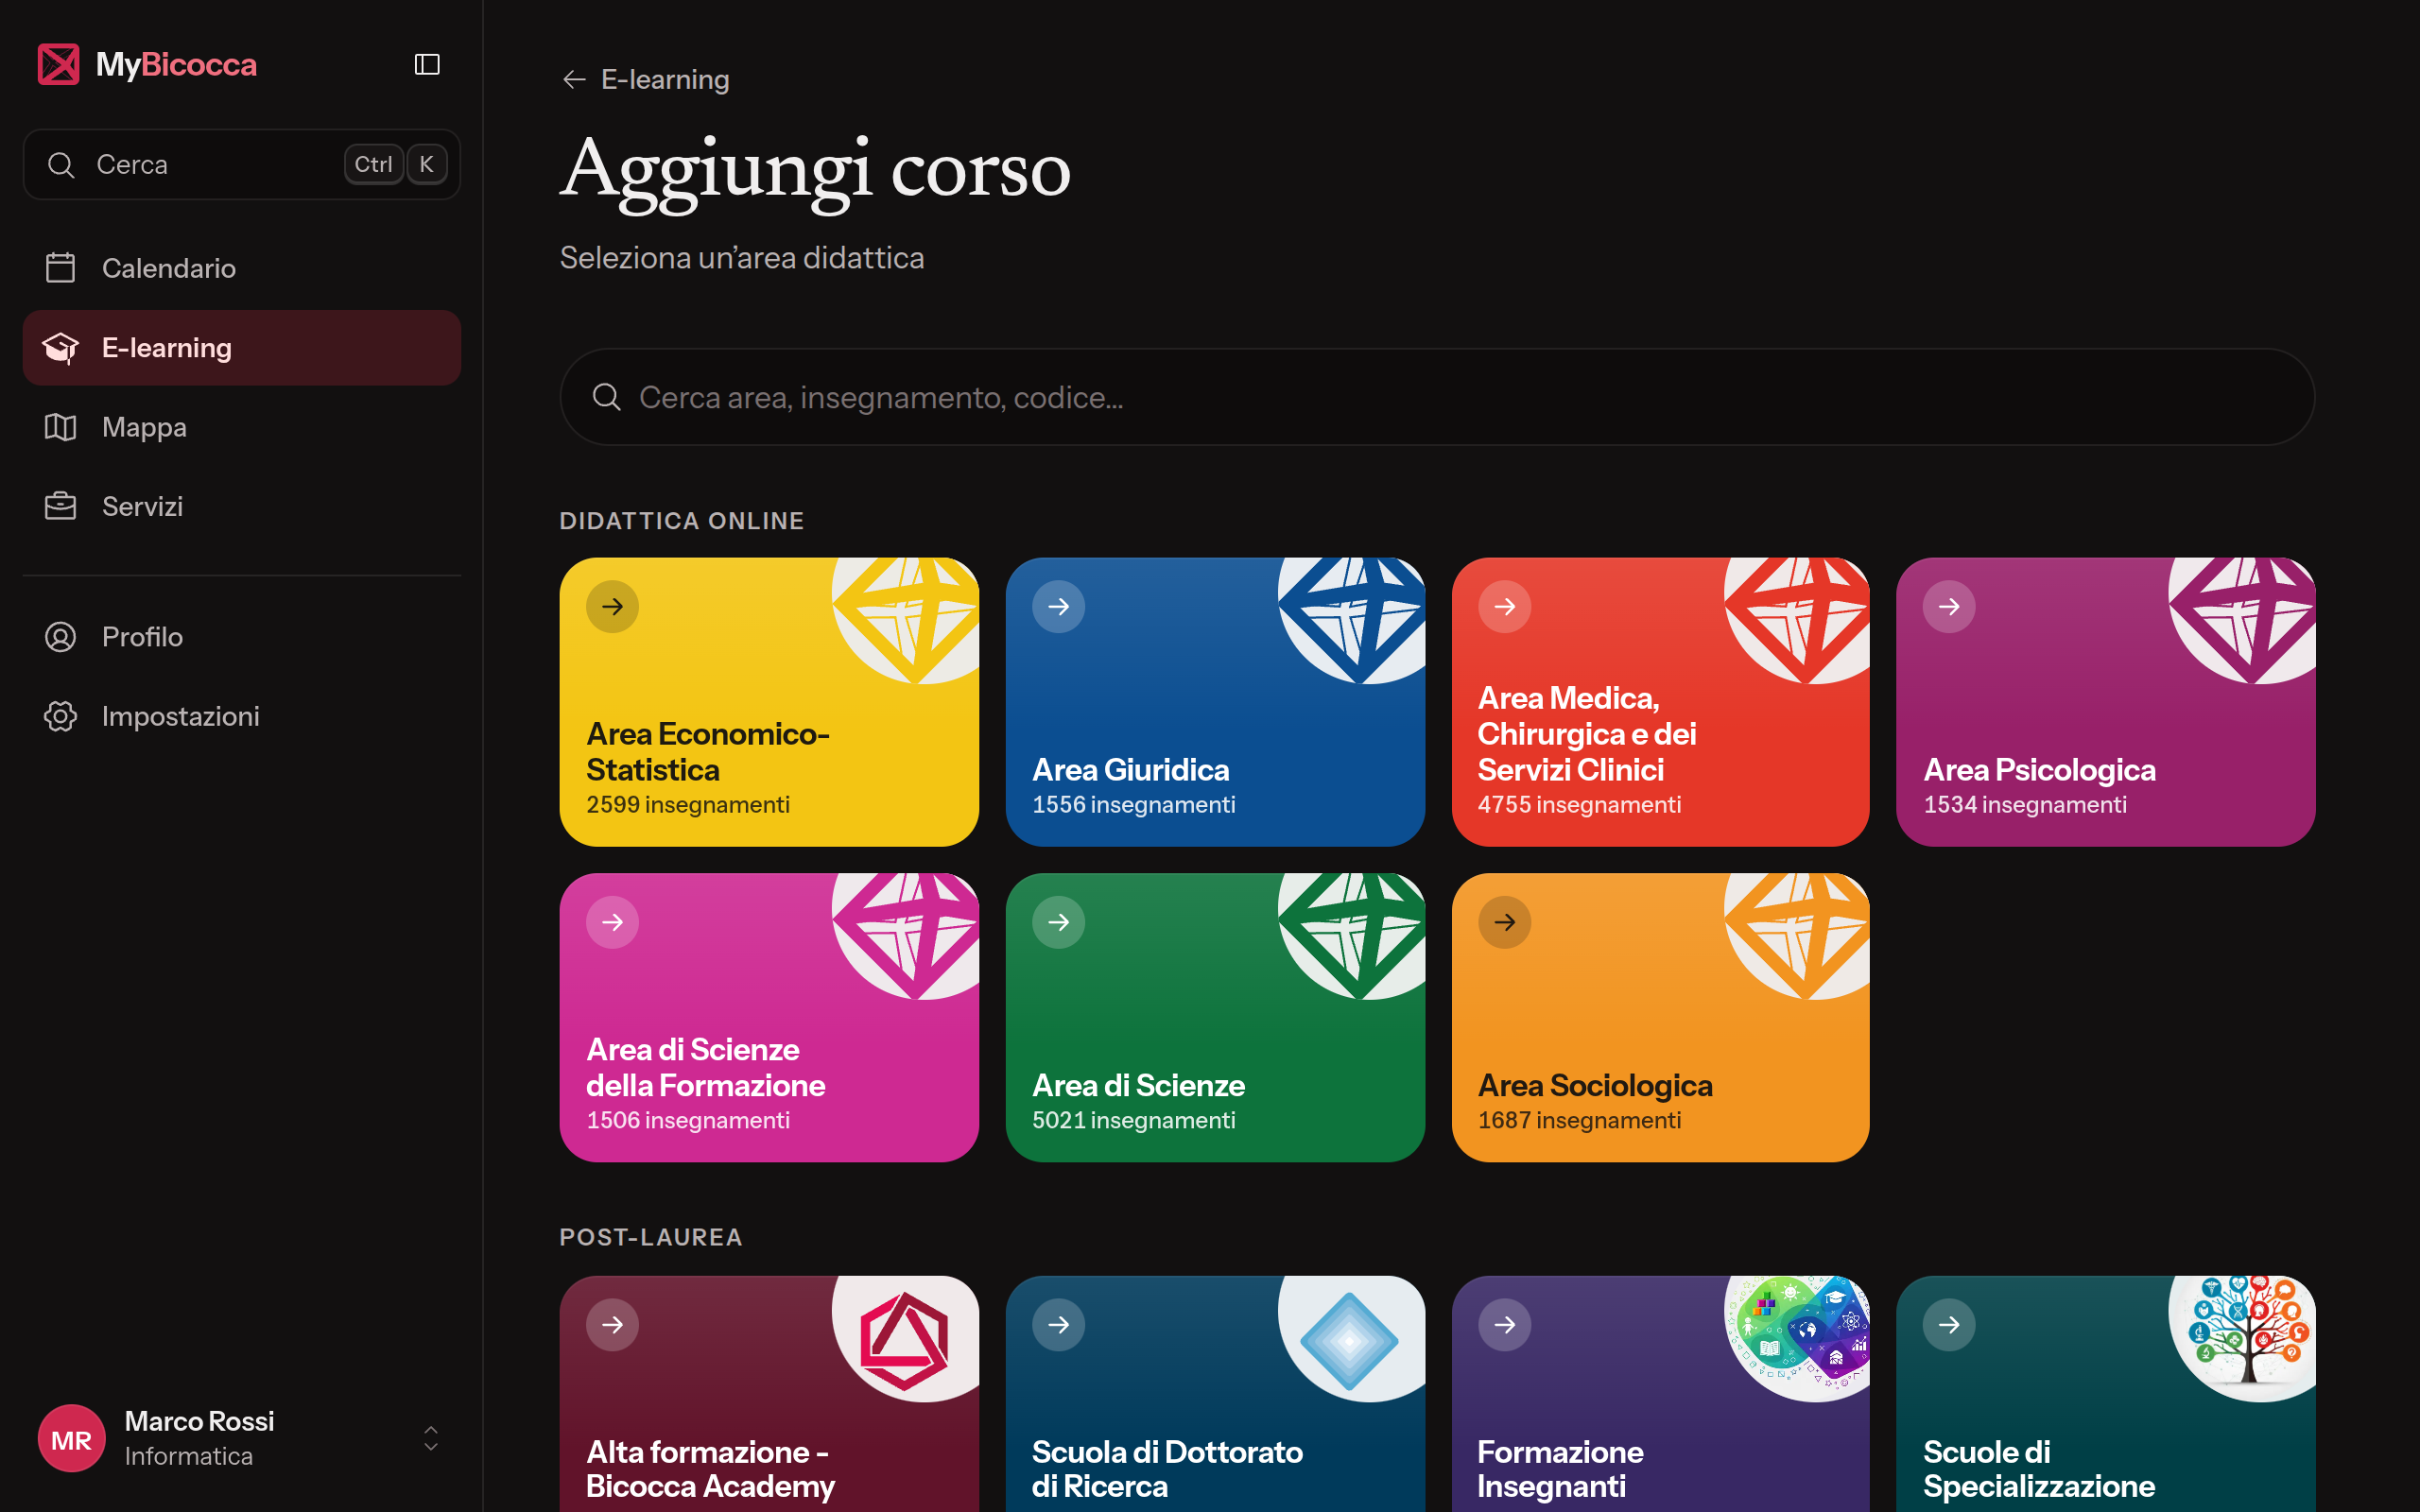 MyBicocca
Cerca
Ctrl K
Calendario
E-learning
Mappa
Servizi
Profilo
Impostazioni
MR
Marco Rossi
Informatica
E-learning
Aggiungi corso
Seleziona un’area didattica
Cerca area, insegnamento, codice...
DIDATTICA ONLINE
Area Economico-
Statistica
2599 insegnamenti
Area Giuridica
1556 insegnamenti
Area Medica,
Chirurgica e dei
Servizi Clinici
4755 insegnamenti
Area Psicologica
1534 insegnamenti
Area di Scienze
della Formazione
1506 insegnamenti
Area di Scienze
5021 insegnamenti
Area Sociologica
1687 insegnamenti
POST-LAUREA
Alta formazione -
Bicocca Academy
Scuola di Dottorato
di Ricerca
Formazione
Insegnanti
Scuole di
Specializzazione